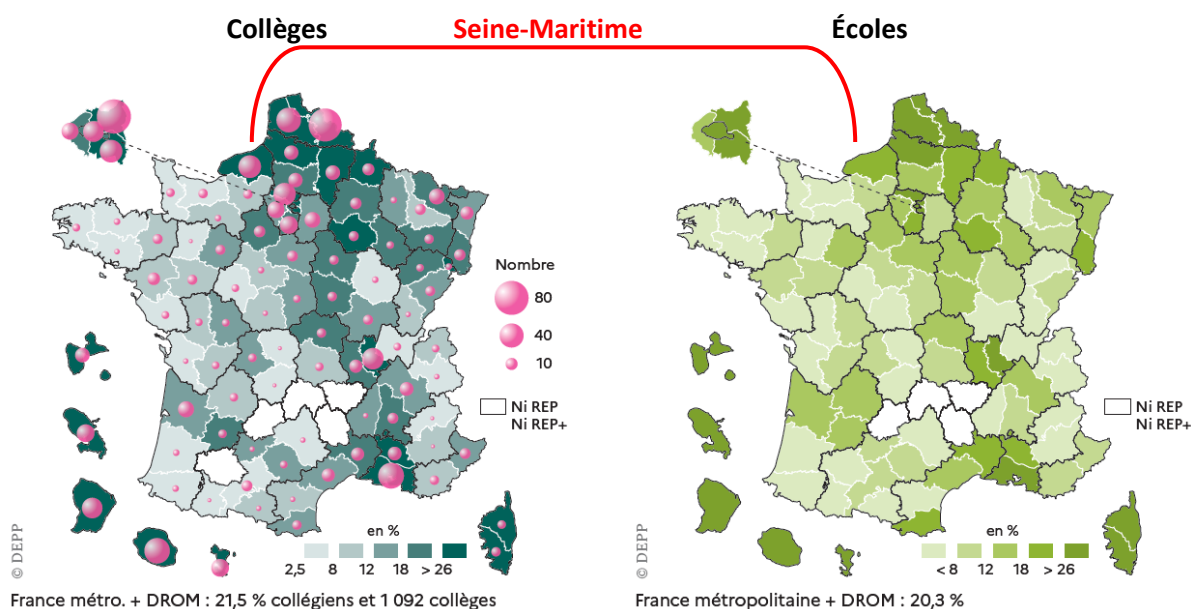 Collèges
Seine-Maritime
Écoles
Nombre
80
40
10
Ni REP
Ni REP+
en %
2,5 8 12 18 > 26
© DEPP
France métro. + DROM : 21,5 % collégiens et 1 092 collèges
Ni REP
Ni REP+
en %
< 8 12 18 > 26
© DEPP
France métropolitaine + DROM : 20,3 %